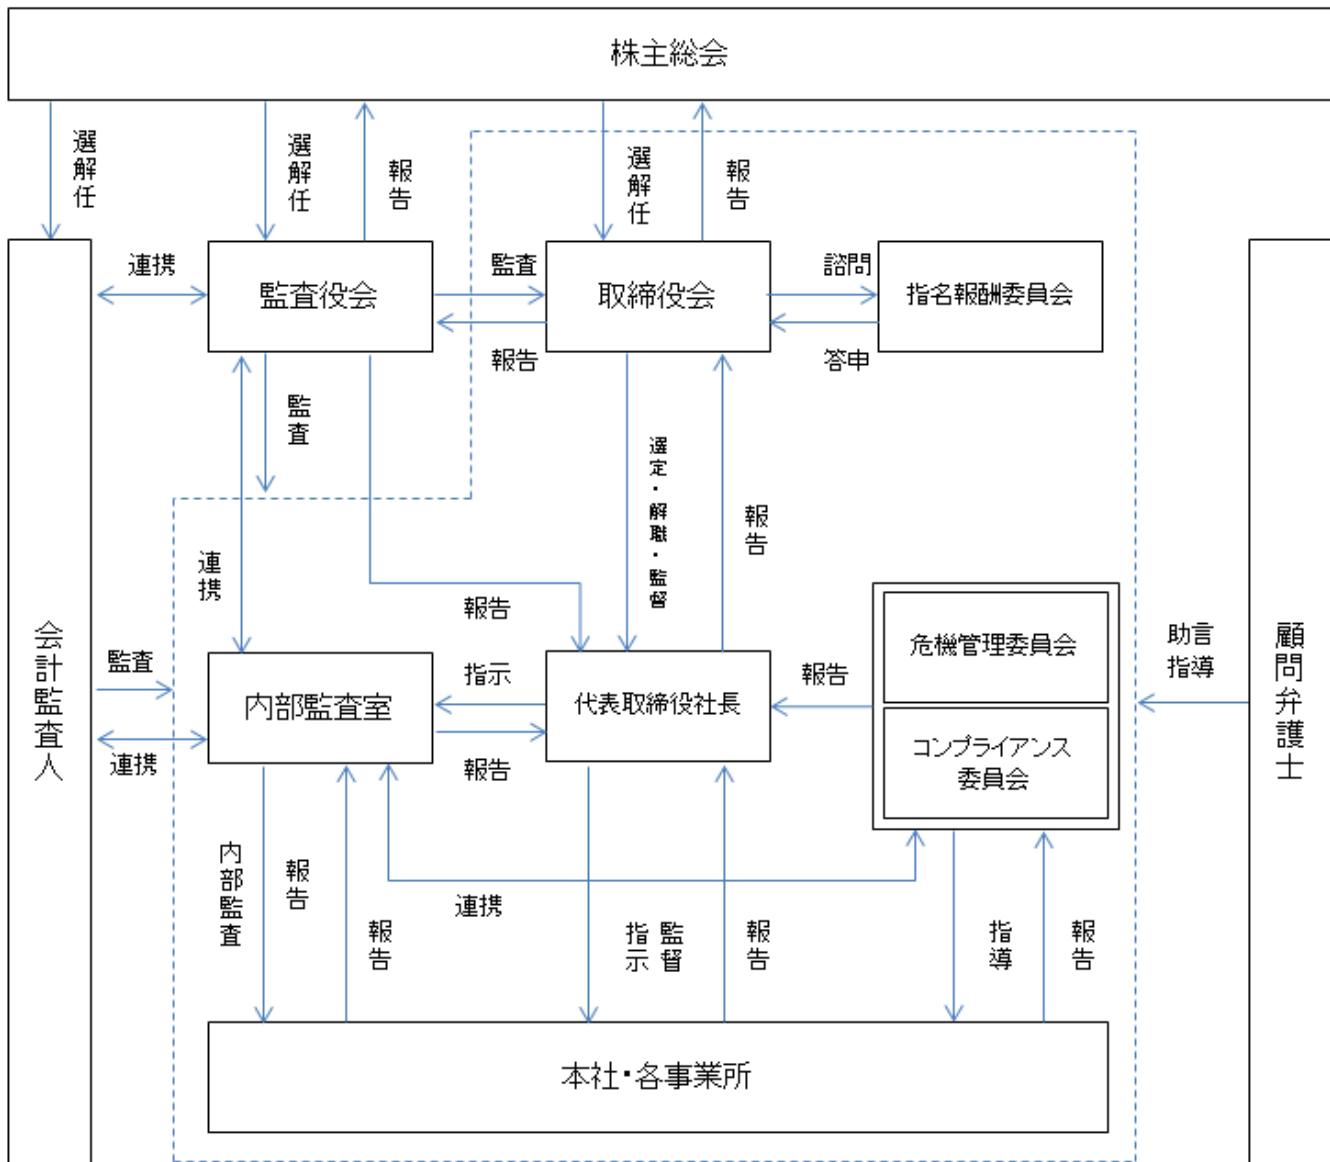 株主総会
選解任
選解任
報告
選解任
報告
連携
監査役会
監査
報告
取締役会
諮問
答申
指名報酬委員会
監査
選定・解職・監督
報告
連携
報告
会計監査人
監査
連携
内部監査室
指示
報告
代表取締役社長
報告
危機管理委員会
コンプライアンス
委員会
助言
指導
顧問弁護士
内部監査
報告
報告
連携
指示
監督
報告
指導
報告
本社・各事業所